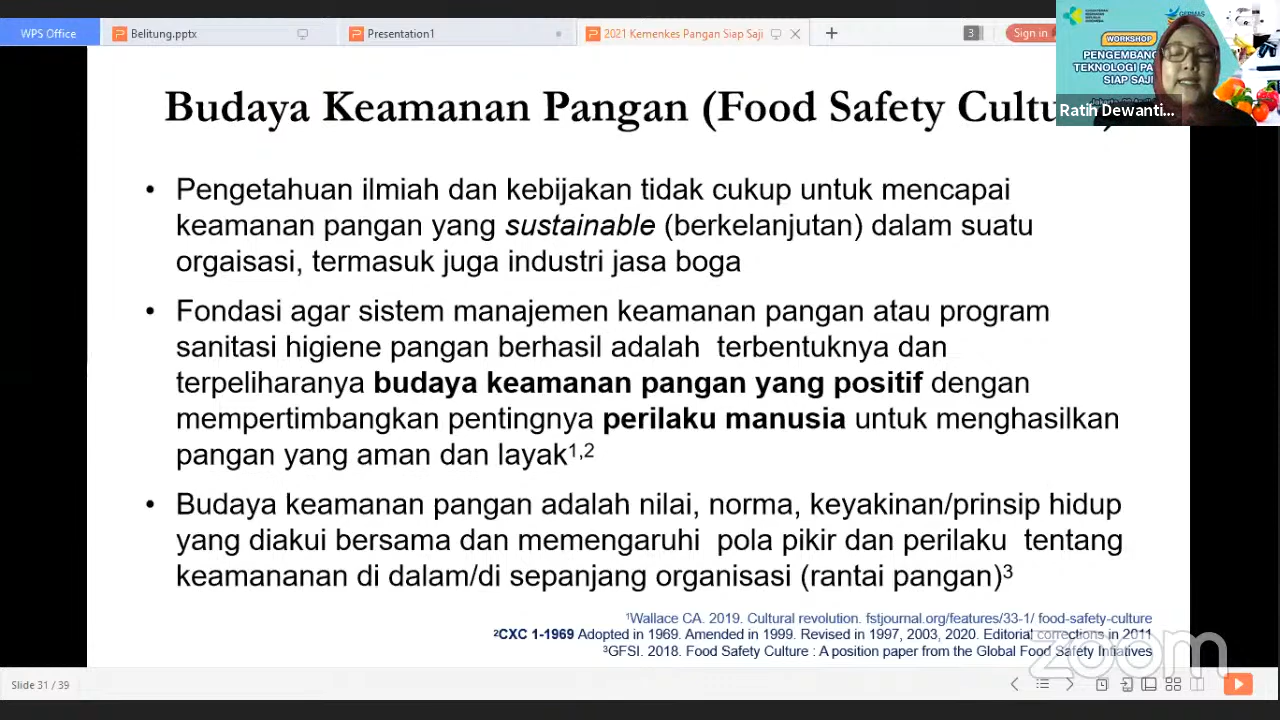 WPS Office
Belitung.pptx
Presentation1
2021 Kemenkes Pangan Siap Saji
3
Sign in
WORKSHOP
TEKNOLOGI
SIAP SAJI
Ratih Dewanti...
Budaya Keamanan Pangan (Food Safety
• Pengetahuan ilmiah dan kebijakan tidak cukup untuk mencapai
keamanan pangan yang sustainable (berkelanjutan) dalam suatu
orgaisasi, termasuk juga industri jasa boga
• Fondasi agar sistem manajemen keamanan pangan atau program
sanitasi higiene pangan berhasil adalah terbentuknya dan
terpeliharanya budaya keamanan pangan yang positif dengan
mempertimbangkan pentingnya perilaku manusia untuk menghasilkan
pangan yang aman dan layak1,2
• Budaya keamanan pangan adalah nilai, norma, keyakinan/prinsip hidup
yang diakui bersama dan memengaruhi pola pikir dan perilaku tentang
keamananan di dalam/di sepanjang organisasi (rantai pangan)3
1Wallace CA. 2019. Cultural revolution. fstjournal.org/features/33-1/ food-safety-culture
2CXC 1-1969 Adopted in 1969. Amended in 1999. Revised in 1997, 2003, 2020. Editorial corrections in 2011
3GFSI. 2018. Food Safety Culture : A position paper from the Global Food Safety Intiatives
zoom
Slide 31 / 39